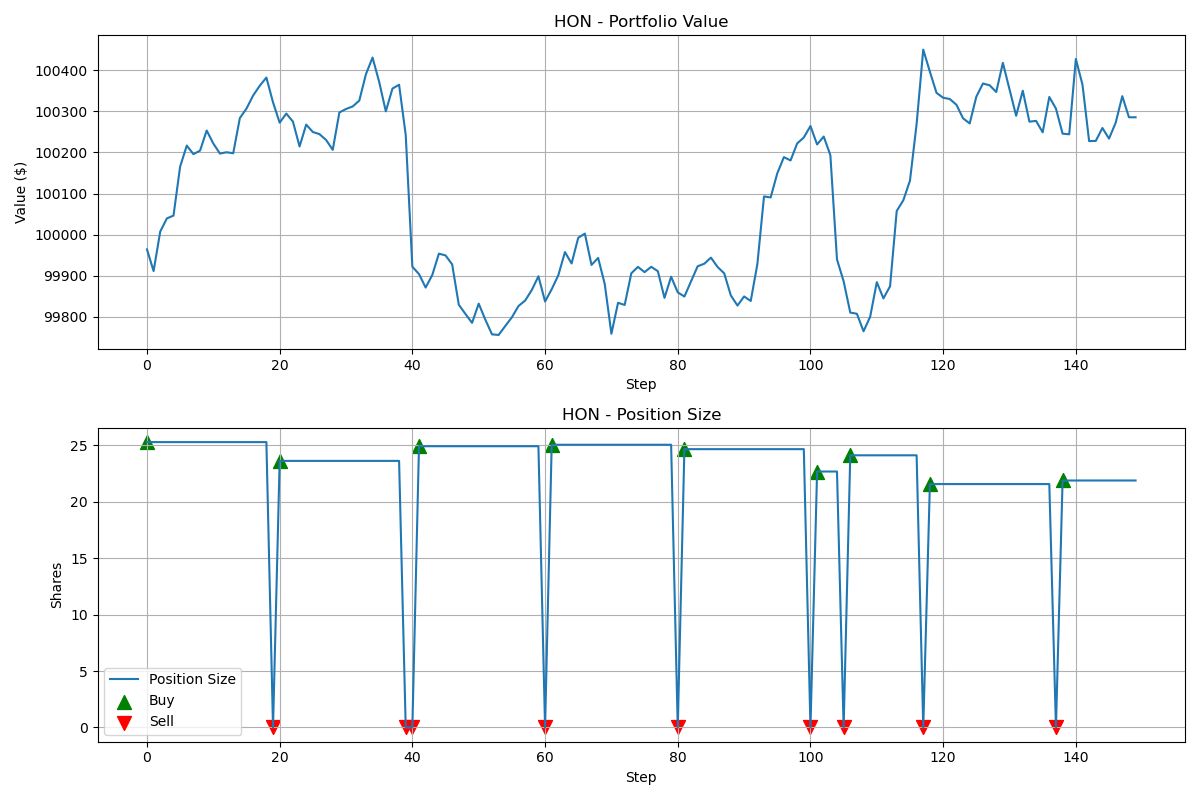 HON - Portfolio Value
Value ($)
100400
100300
100200
100100
100000
99900
99800
0 20 40 60 80 100 120 140
Step
HON - Position Size
Shares
25
20
15
10
5
0
Position Size
Buy
Sell
0 20 40 60 80 100 120 140
Step